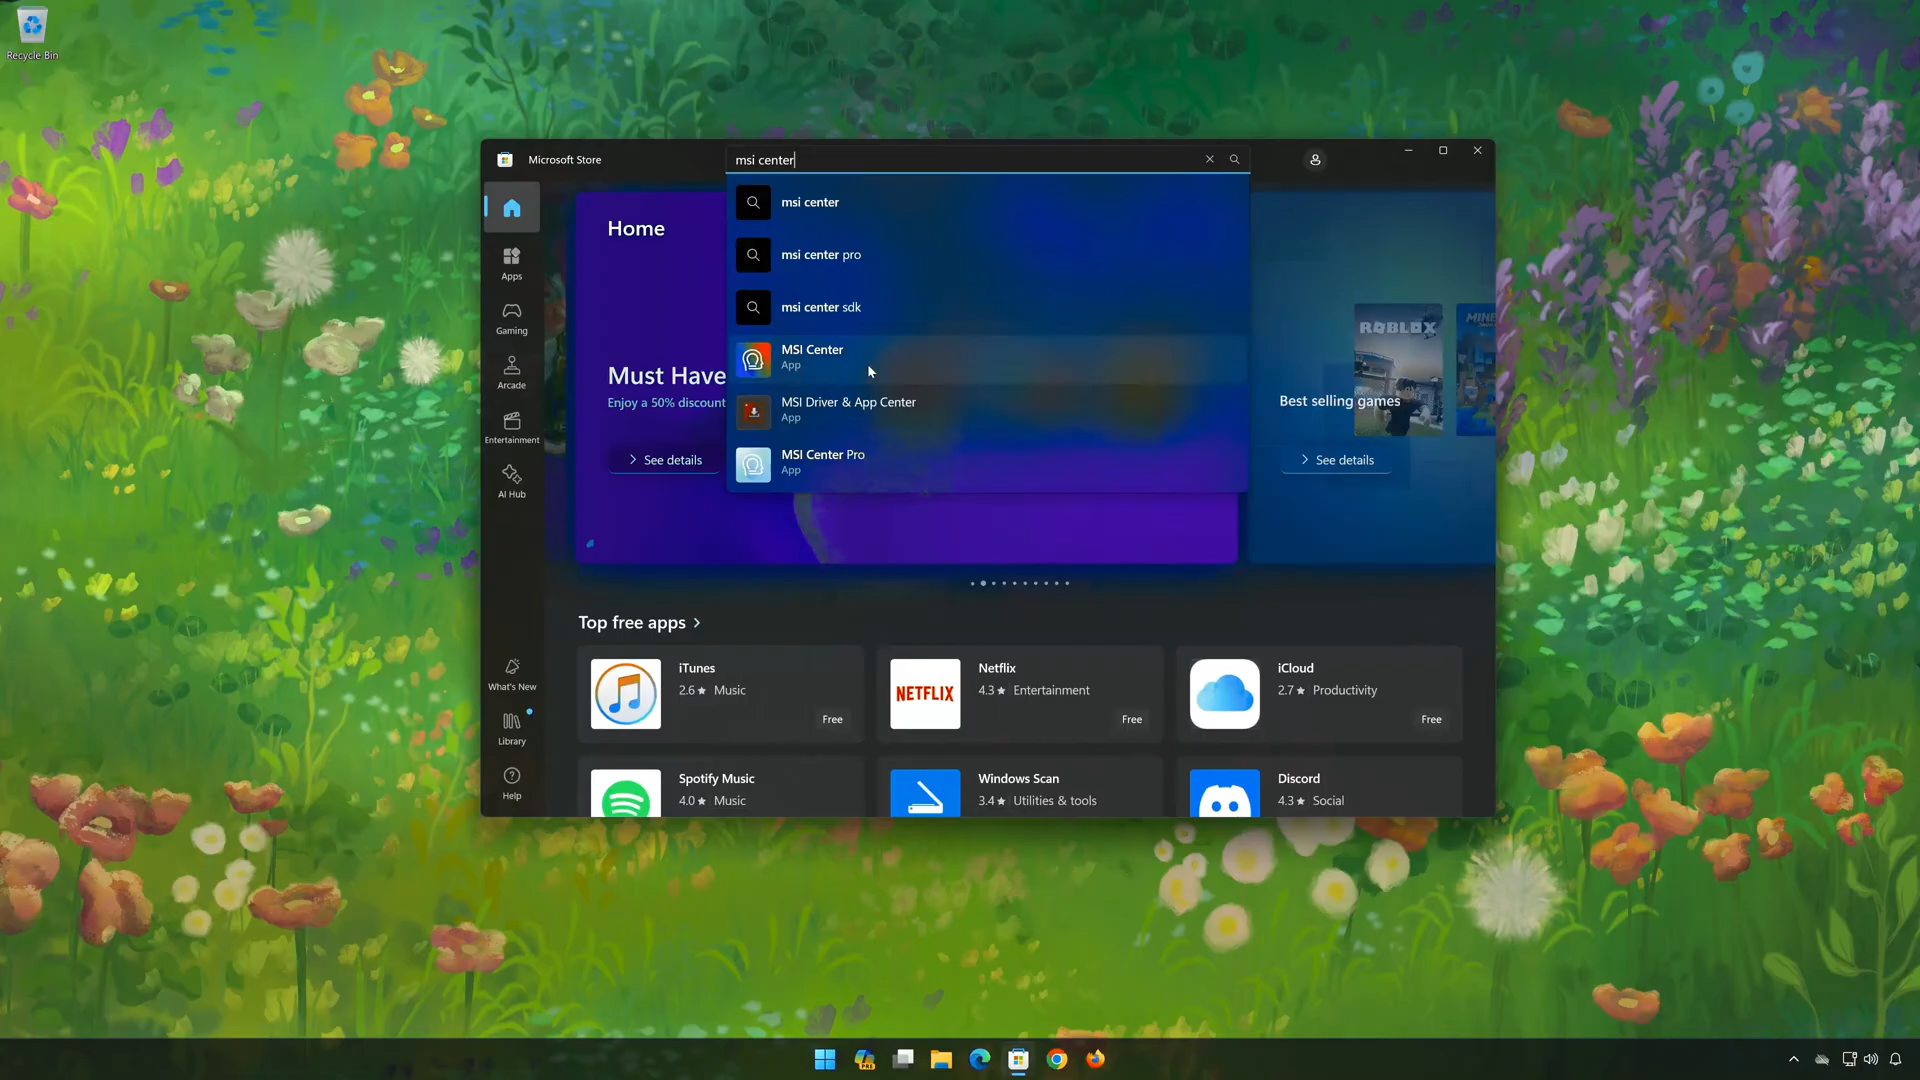 Recycle Bin
Microsoft Store
msi center
msi center
msi center pro
msi center sdk
MSI Center
App
MSI Driver & App Center
App
MSI Center Pro
App
Home
Must Have
Enjoy a 50% discount
See details
ROBLOX
MINE
Best selling games
See details
Apps
Gaming
Arcade
Entertainment
AI Hub
What's New
Library
Help
Top free apps
iTunes
2.6★ Music
Free
NETFLIX
Netflix
4.3★ Entertainment
Free
iCloud
2.7★ Productivity
Free
Spotify Music
4.0★ Music
Windows Scan
3.4★ Utilities & tools
Discord
4.3★ Social
PRE